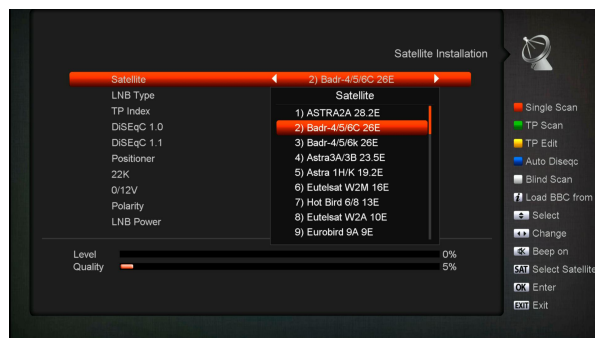 Satellite Installation
Satellite 2) Badr-4/5/6C 26E
LNB Type
TP Index
DiSEqC 1.0
DiSEqC 1.1
Positioner
22K
0/12V
Polarity
LNB Power
Satellite
1) ASTRA2A 28.2E
2) Badr-4/5/6C 26E
3) Badr-4/5/6k 26E
4) Astra3A/3B 23.5E
5) Astra 1H/K 19.2E
6) Eutelsat W2M 16E
7) Hot Bird 6/8 13E
8) Eutelsat W2A 10E
9) Eurobird 9A 9E
Level 0%
Quality 5%
Single Scan
TP Scan
TP Edit
Auto Diseqc
Blind Scan
Load BBC from
Select
Change
Beep on
SAT Select Satellite
OK Enter
EXIT Exit